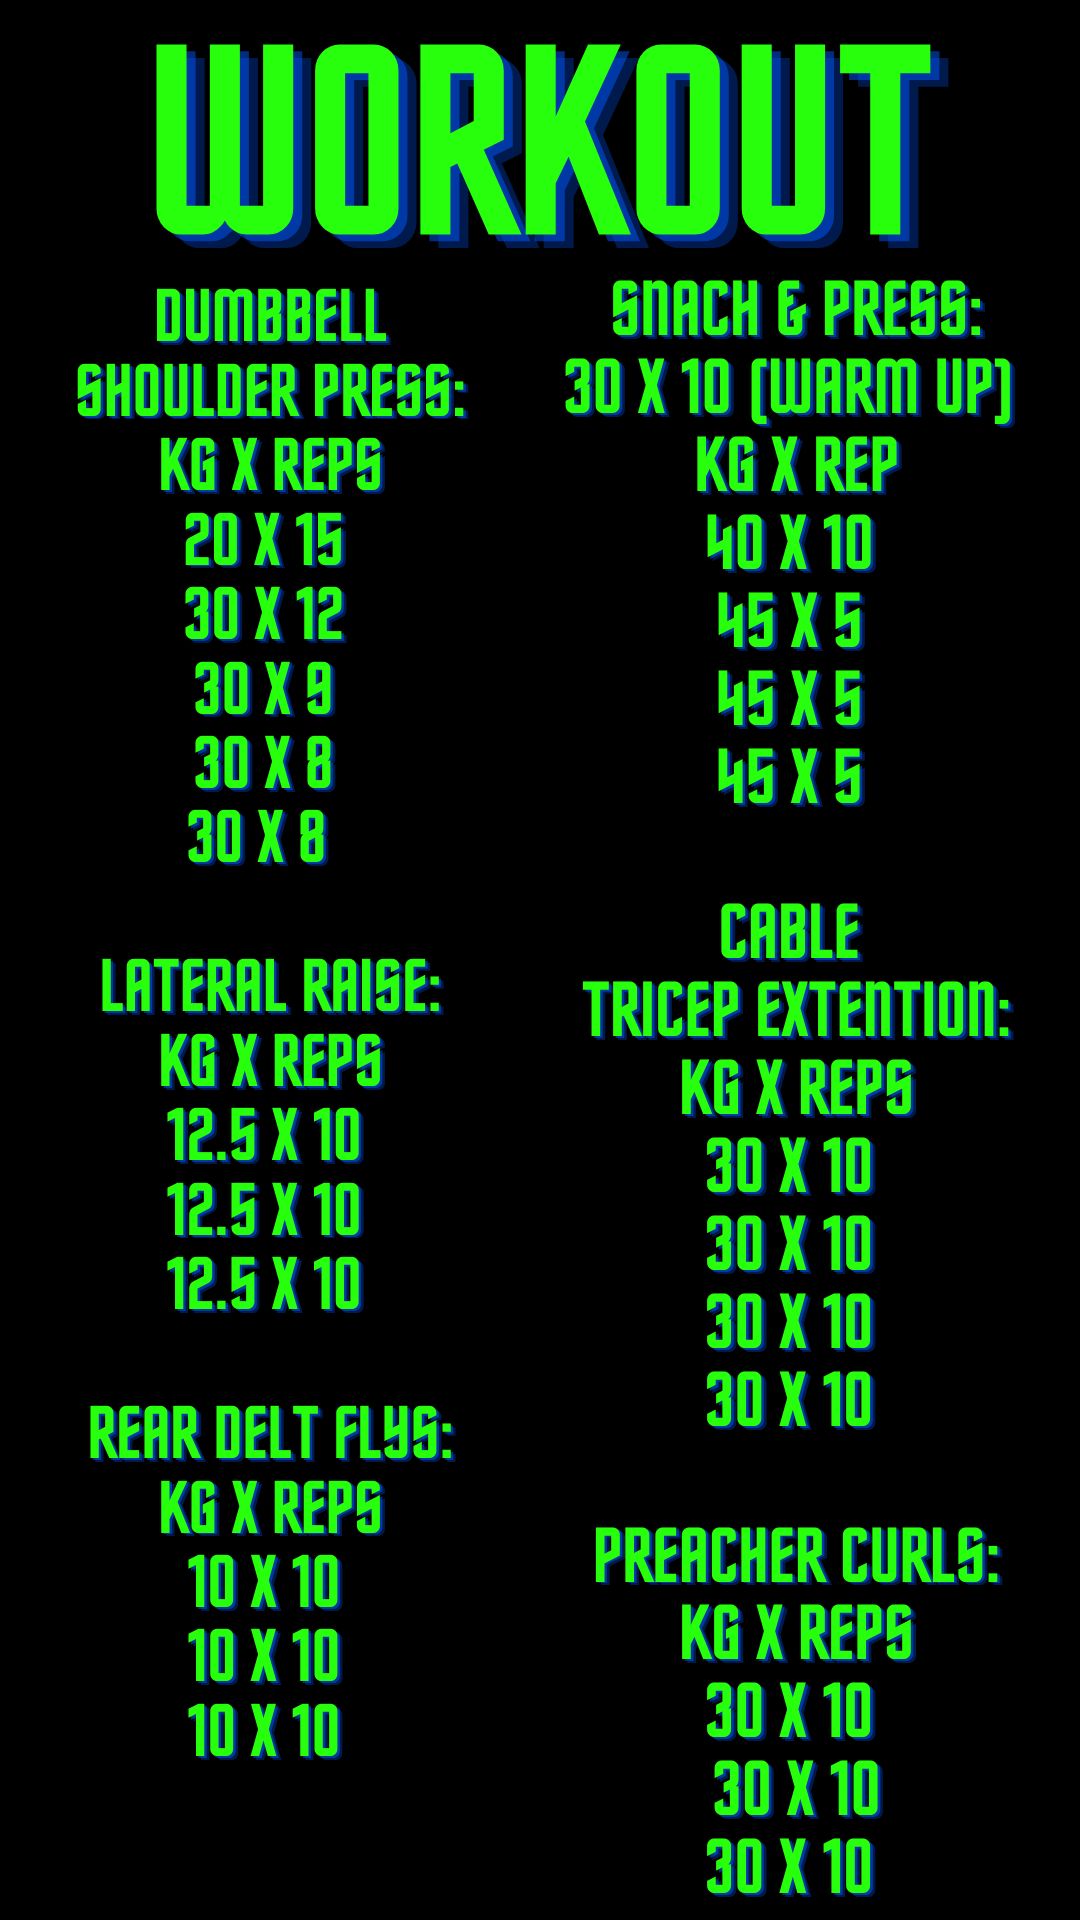 WORKOUT
DUMBBELL
SHOULDER PRESS:
KG X REPS
20 X 15
30 X 12
30 X 9
30 X 8
30 X 8
LATERAL RAISE:
KG X REPS
12.5 X 10
12.5 X 10
12.5 X 10
REAR DELT FLYS:
KG X REPS
10 X 10
10 X 10
10 X 10
SNACH & PRESS:
30 X 10 (WARM UP)
KG X REP
40 X 10
45 X 5
45 X 5
45 X 5
CABLE
TRICEP EXTENTION:
KG X REPS
30 X 10
30 X 10
30 X 10
30 X 10
PREACHER CURLS:
KG X REPS
30 X 10
30 X 10
30 X 10